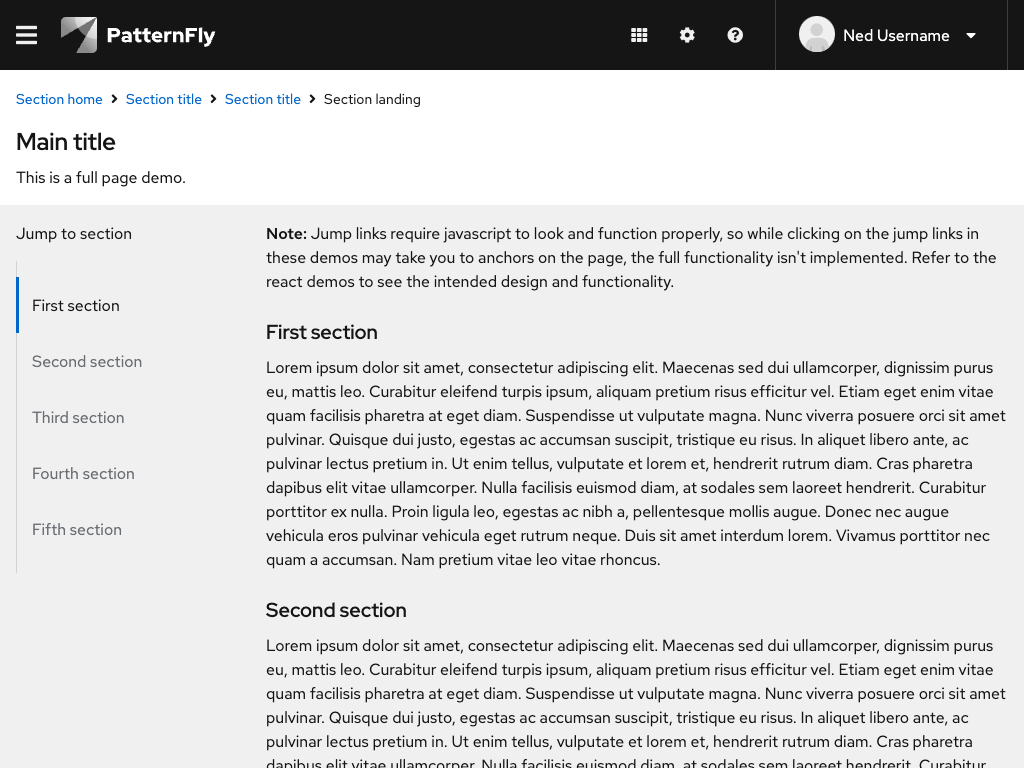 PatternFly
Ned Username
Section home > Section title > Section title > Section landing
Main title
This is a full page demo.
Jump to section
First section
Second section
Third section
Fourth section
Fifth section
Note: Jump links require javascript to look and function properly, so while clicking on the jump links in
these demos may take you to anchors on the page, the full functionality isn't implemented. Refer to the
react demos to see the intended design and functionality.
First section
Lorem ipsum dolor sit amet, consectetur adipiscing elit. Maecenas sed dui ullamcorper, dignissim purus
eu, mattis leo. Curabitur eleifend turpis ipsum, aliquam pretium risus efficitur vel. Etiam eget enim vitae
quam facilisis pharetra at eget diam. Suspendisse ut vulputate magna. Nunc viverra posuere orci sit amet
pulvinar. Quisque dui justo, egestas ac accumsan suscipit, tristique eu risus. In aliquet libero ante, ac
pulvinar lectus pretium in. Ut enim tellus, vulputate et lorem et, hendrerit rutrum diam. Cras pharetra
dapibus elit vitae ullamcorper. Nulla facilisis euismod diam, at sodales sem laoreet hendrerit. Curabitur
porttitor ex nulla. Proin ligula leo, egestas ac nibh a, pellentesque mollis augue. Donec nec augue
vehicula eros pulvinar vehicula eget rutrum neque. Duis sit amet interdum lorem. Vivamus porttitor nec
quam a accumsan. Nam pretium vitae leo vitae rhoncus.
Second section
Lorem ipsum dolor sit amet, consectetur adipiscing elit. Maecenas sed dui ullamcorper, dignissim purus
eu, mattis leo. Curabitur eleifend turpis ipsum, aliquam pretium risus efficitur vel. Etiam eget enim vitae
quam facilisis pharetra at eget diam. Suspendisse ut vulputate magna. Nunc viverra posuere orci sit amet
pulvinar. Quisque dui justo, egestas ac accumsan suscipit, tristique eu risus. In aliquet libero ante, ac
pulvinar lectus pretium in. Ut enim tellus, vulputate et lorem et, hendrerit rutrum diam. Cras pharetra
dapibus elit vitae ullamcorper. Nulla facilisis euismod diam, at sodales sem laoreet hendrerit. Curabitur